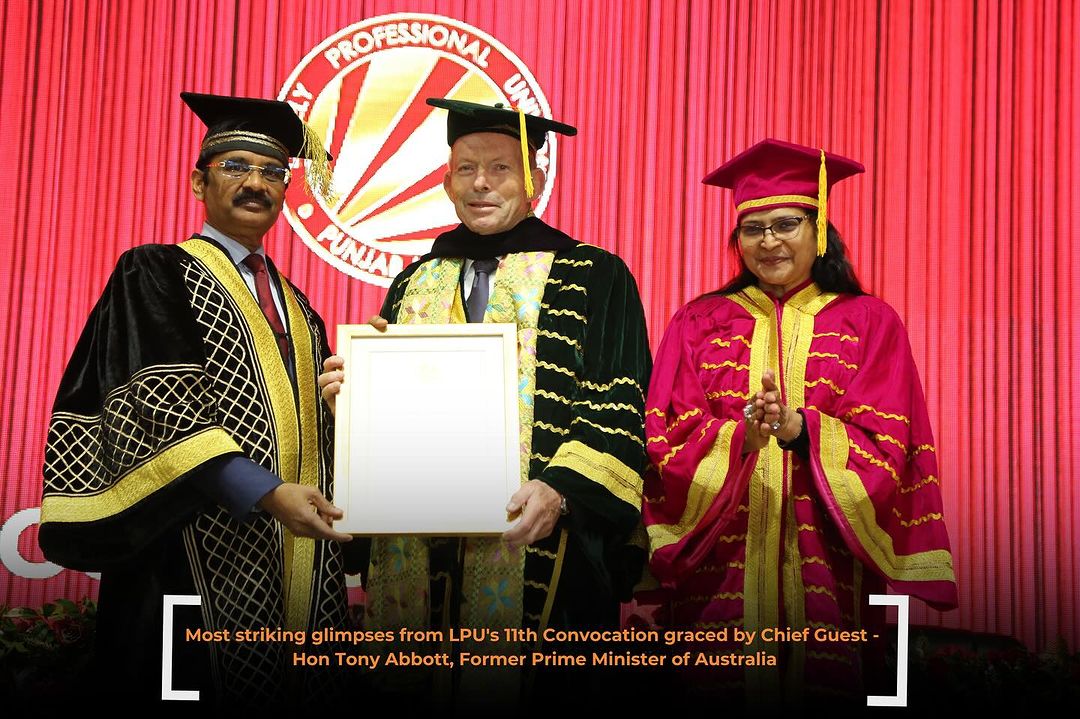 PROFESSIONAL
PUNJAB
Most striking glimpses from LPU's 11th Convocation graced by Chief Guest -
Hon Tony Abbott, Former Prime Minister of Australia